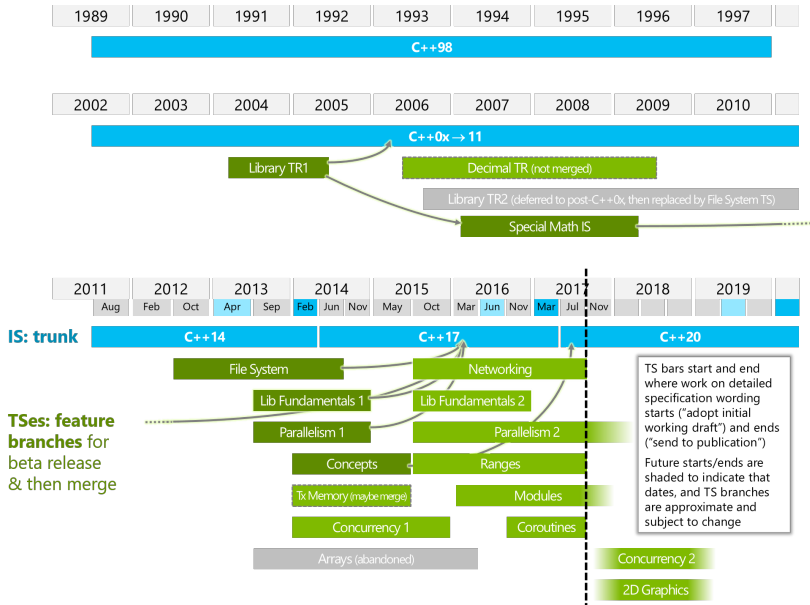 1989 1990 1991 1992 1993 1994 1995 1996 1997
C++98
2002 2003 2004 2005 2006 2007 2008 2009 2010
C++0x → 11
Library TR1 Decimal TR (not merged)
Library TR2 (deferred to post-C++0x, then replaced by File System TS)
Special Math IS
2011 2012 2013 2014 2015 2016 2017 2018 2019
Aug Feb Oct Apr Sep Feb Jun Nov May Oct Mar Jun Nov Mar Jul Nov
IS: trunk C++14 C++17 C++20
File System Networking
Lib Fundamentals 1 Lib Fundamentals 2
Parallelism 1 Parallelism 2
Concepts Ranges
Tx Memory (maybe merge) Modules
Concurrency 1 Coroutines
Arrays (abandoned) Concurrency 2
2D Graphics
TSes: feature
branches for
beta release
& then merge
TS bars start and end
where work on detailed
specification wording
starts (“adopt initial
working draft”) and ends
(“send to publication”)
Future starts/ends are
shaded to indicate that
dates, and TS branches
are approximate and
subject to change